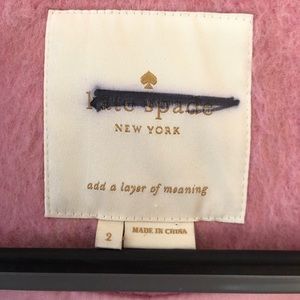 kate spade
NEW YORK
add a layer of meaning
2
MADE IN CHINA